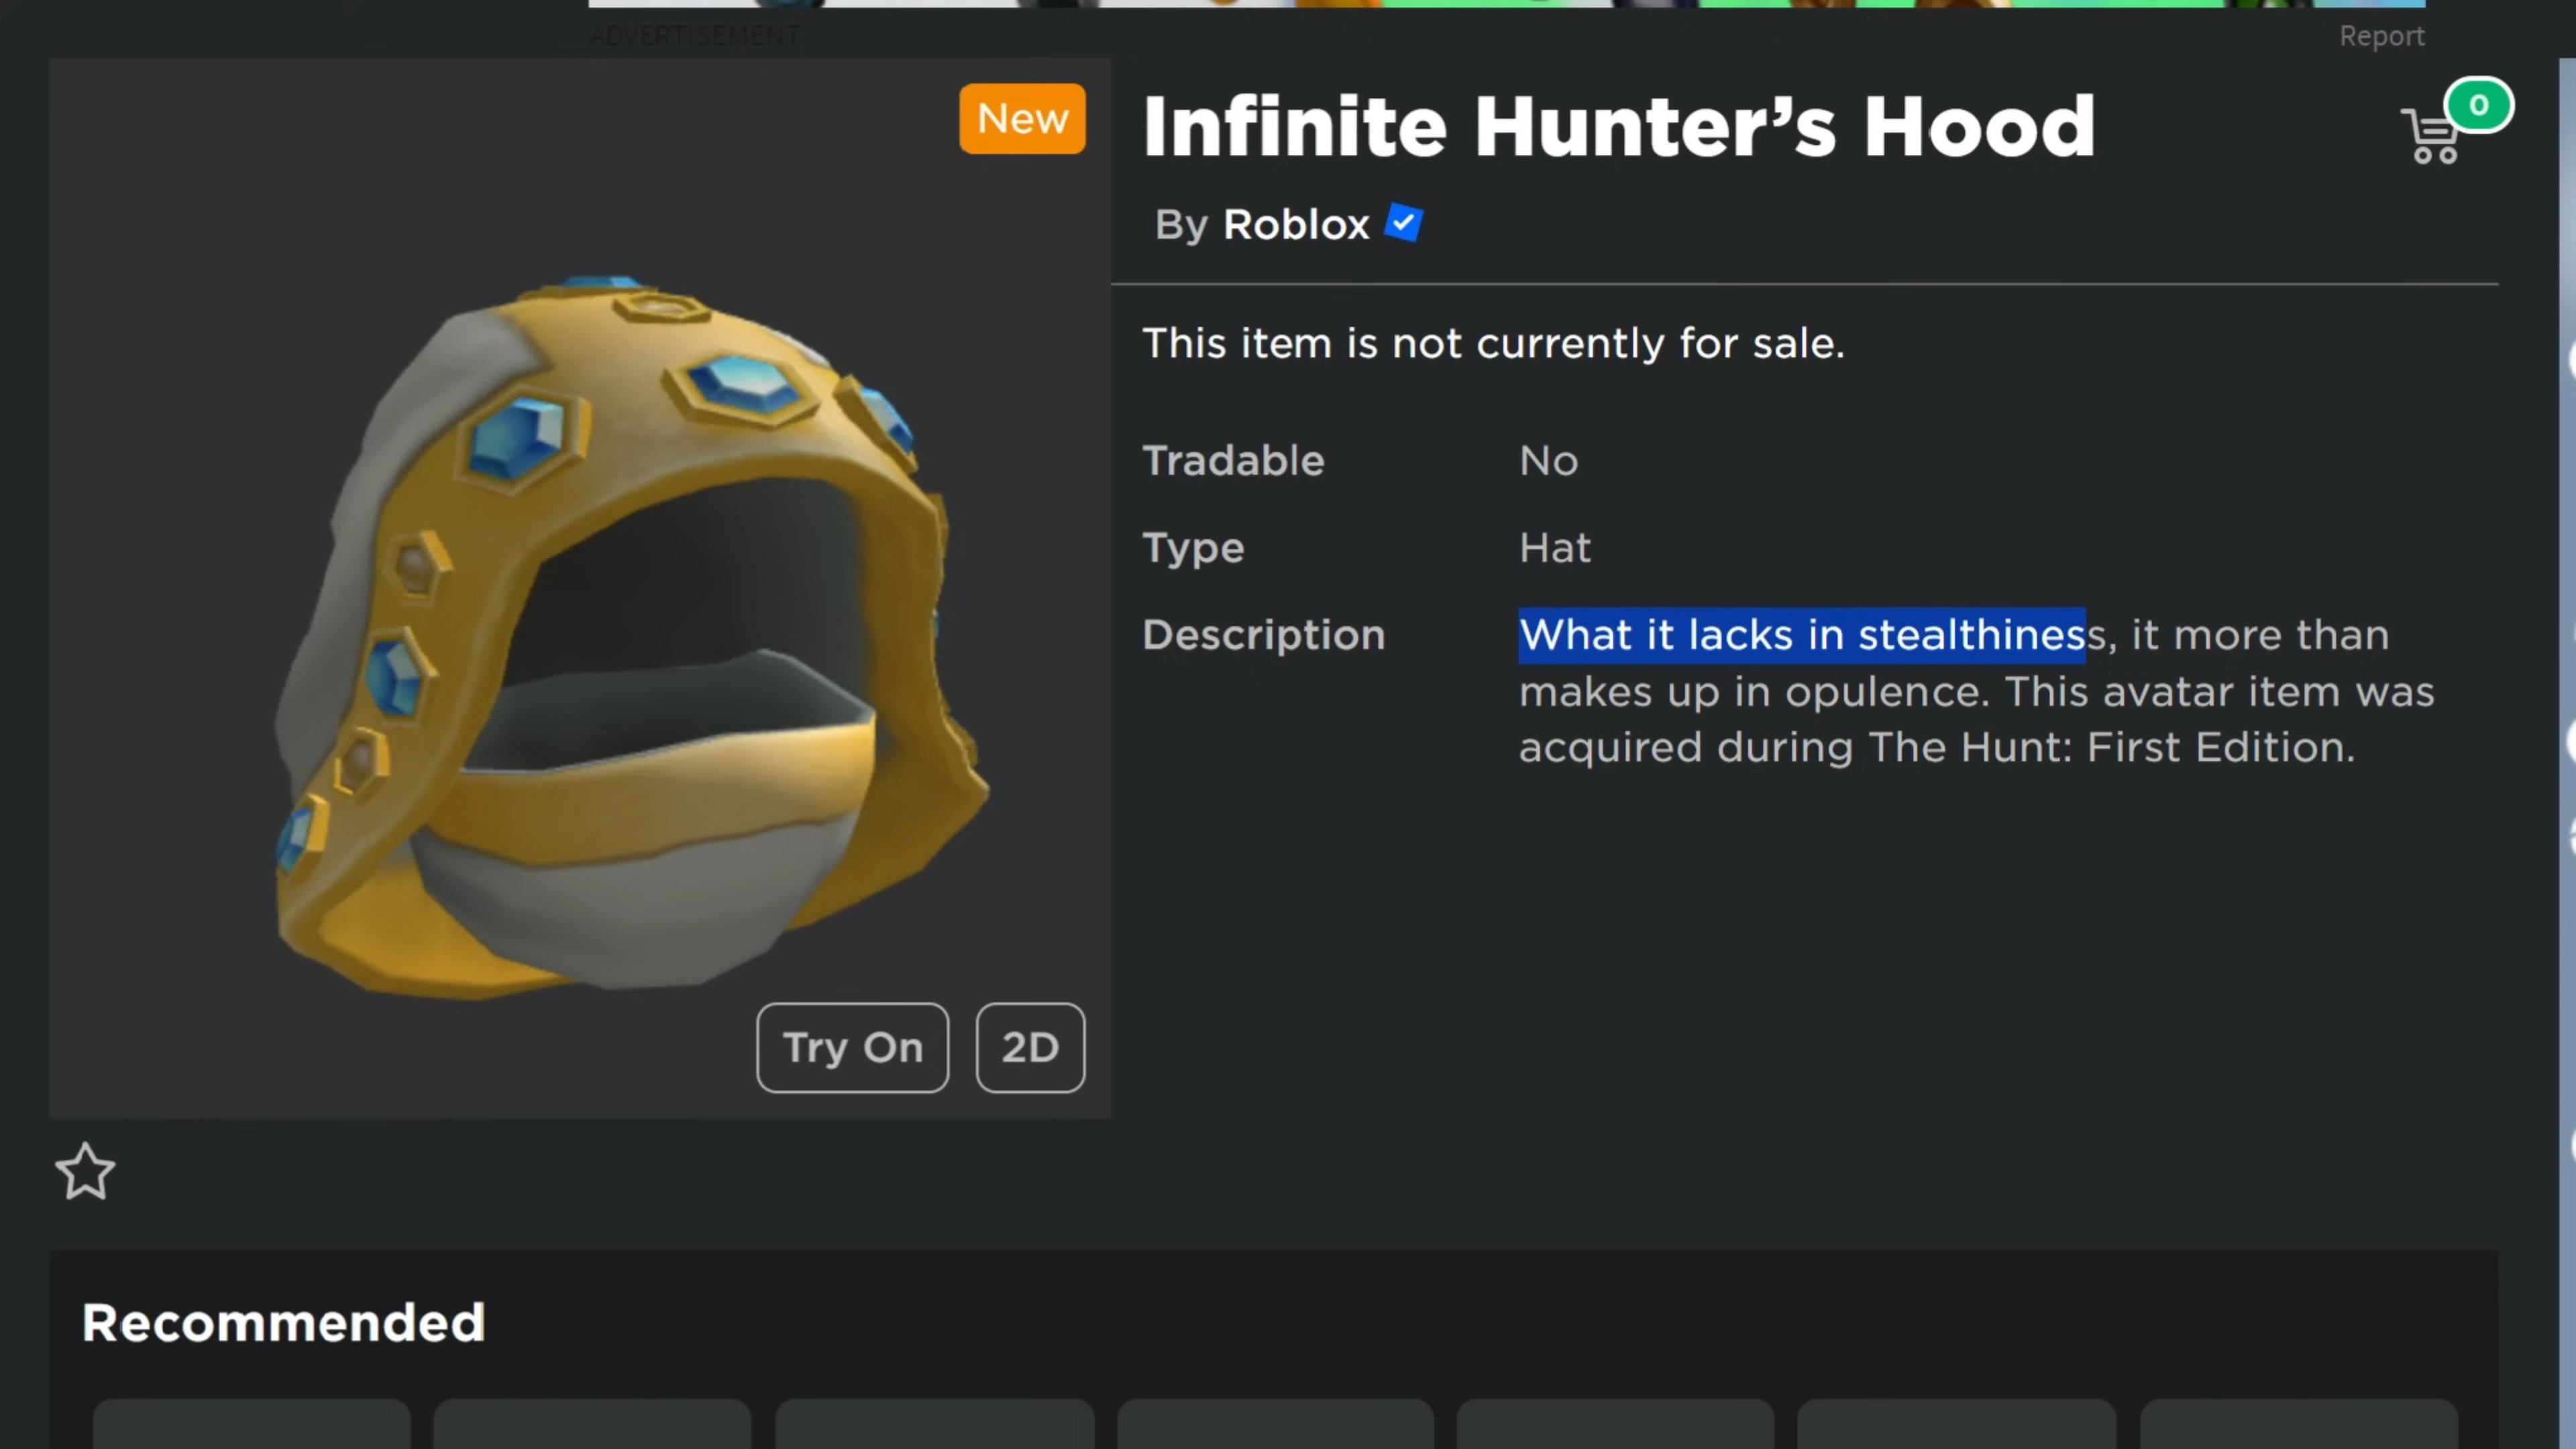 ADVERTISEMENT
Report
New
Infinite Hunter’s Hood
0
By Roblox
This item is not currently for sale.
Tradable No
Type Hat
Description What it lacks in stealthiness, it more than
makes up in opulence. This avatar item was
acquired during The Hunt: First Edition.
Try On 2D
Recommended